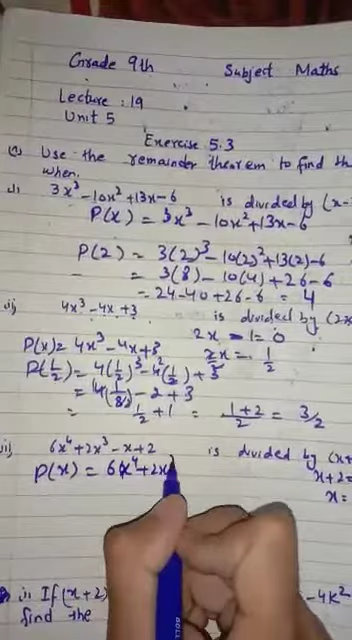 Grade 9th Subject Maths
Lecture : 19
Unit 5
Exercise 5.3
Q Use the remainder theorem to find th
when.
i) 3x³ - 10x² + 13x - 6 is divided by (x-
P(x) = 3x³ - 10x² + 13x - 6
P(2) = 3(2)³ - 10(2)² + 13(2) - 6
= 3(8) - 10(4) + 26 - 6
= 24 - 40 + 26 - 6 = 4
ii) 4x³ - 4x + 3 is divided by (2x
2x - 1 = 0
P(x) = 4x³ - 4x + 3
2x = 1/2
P(1/2) = 4(1/2)³ - 4(1/2) + 3
= 4(1/8) - 2 + 3
= 1/2 + 1 = 1+2/2 = 3/2
iii) 6x⁴ + 2x³ - x + 2 is divided by (x+
P(x) = 6x⁴ + 2x
x+2 =
x =
i) If (x+2) - 4k²
find the